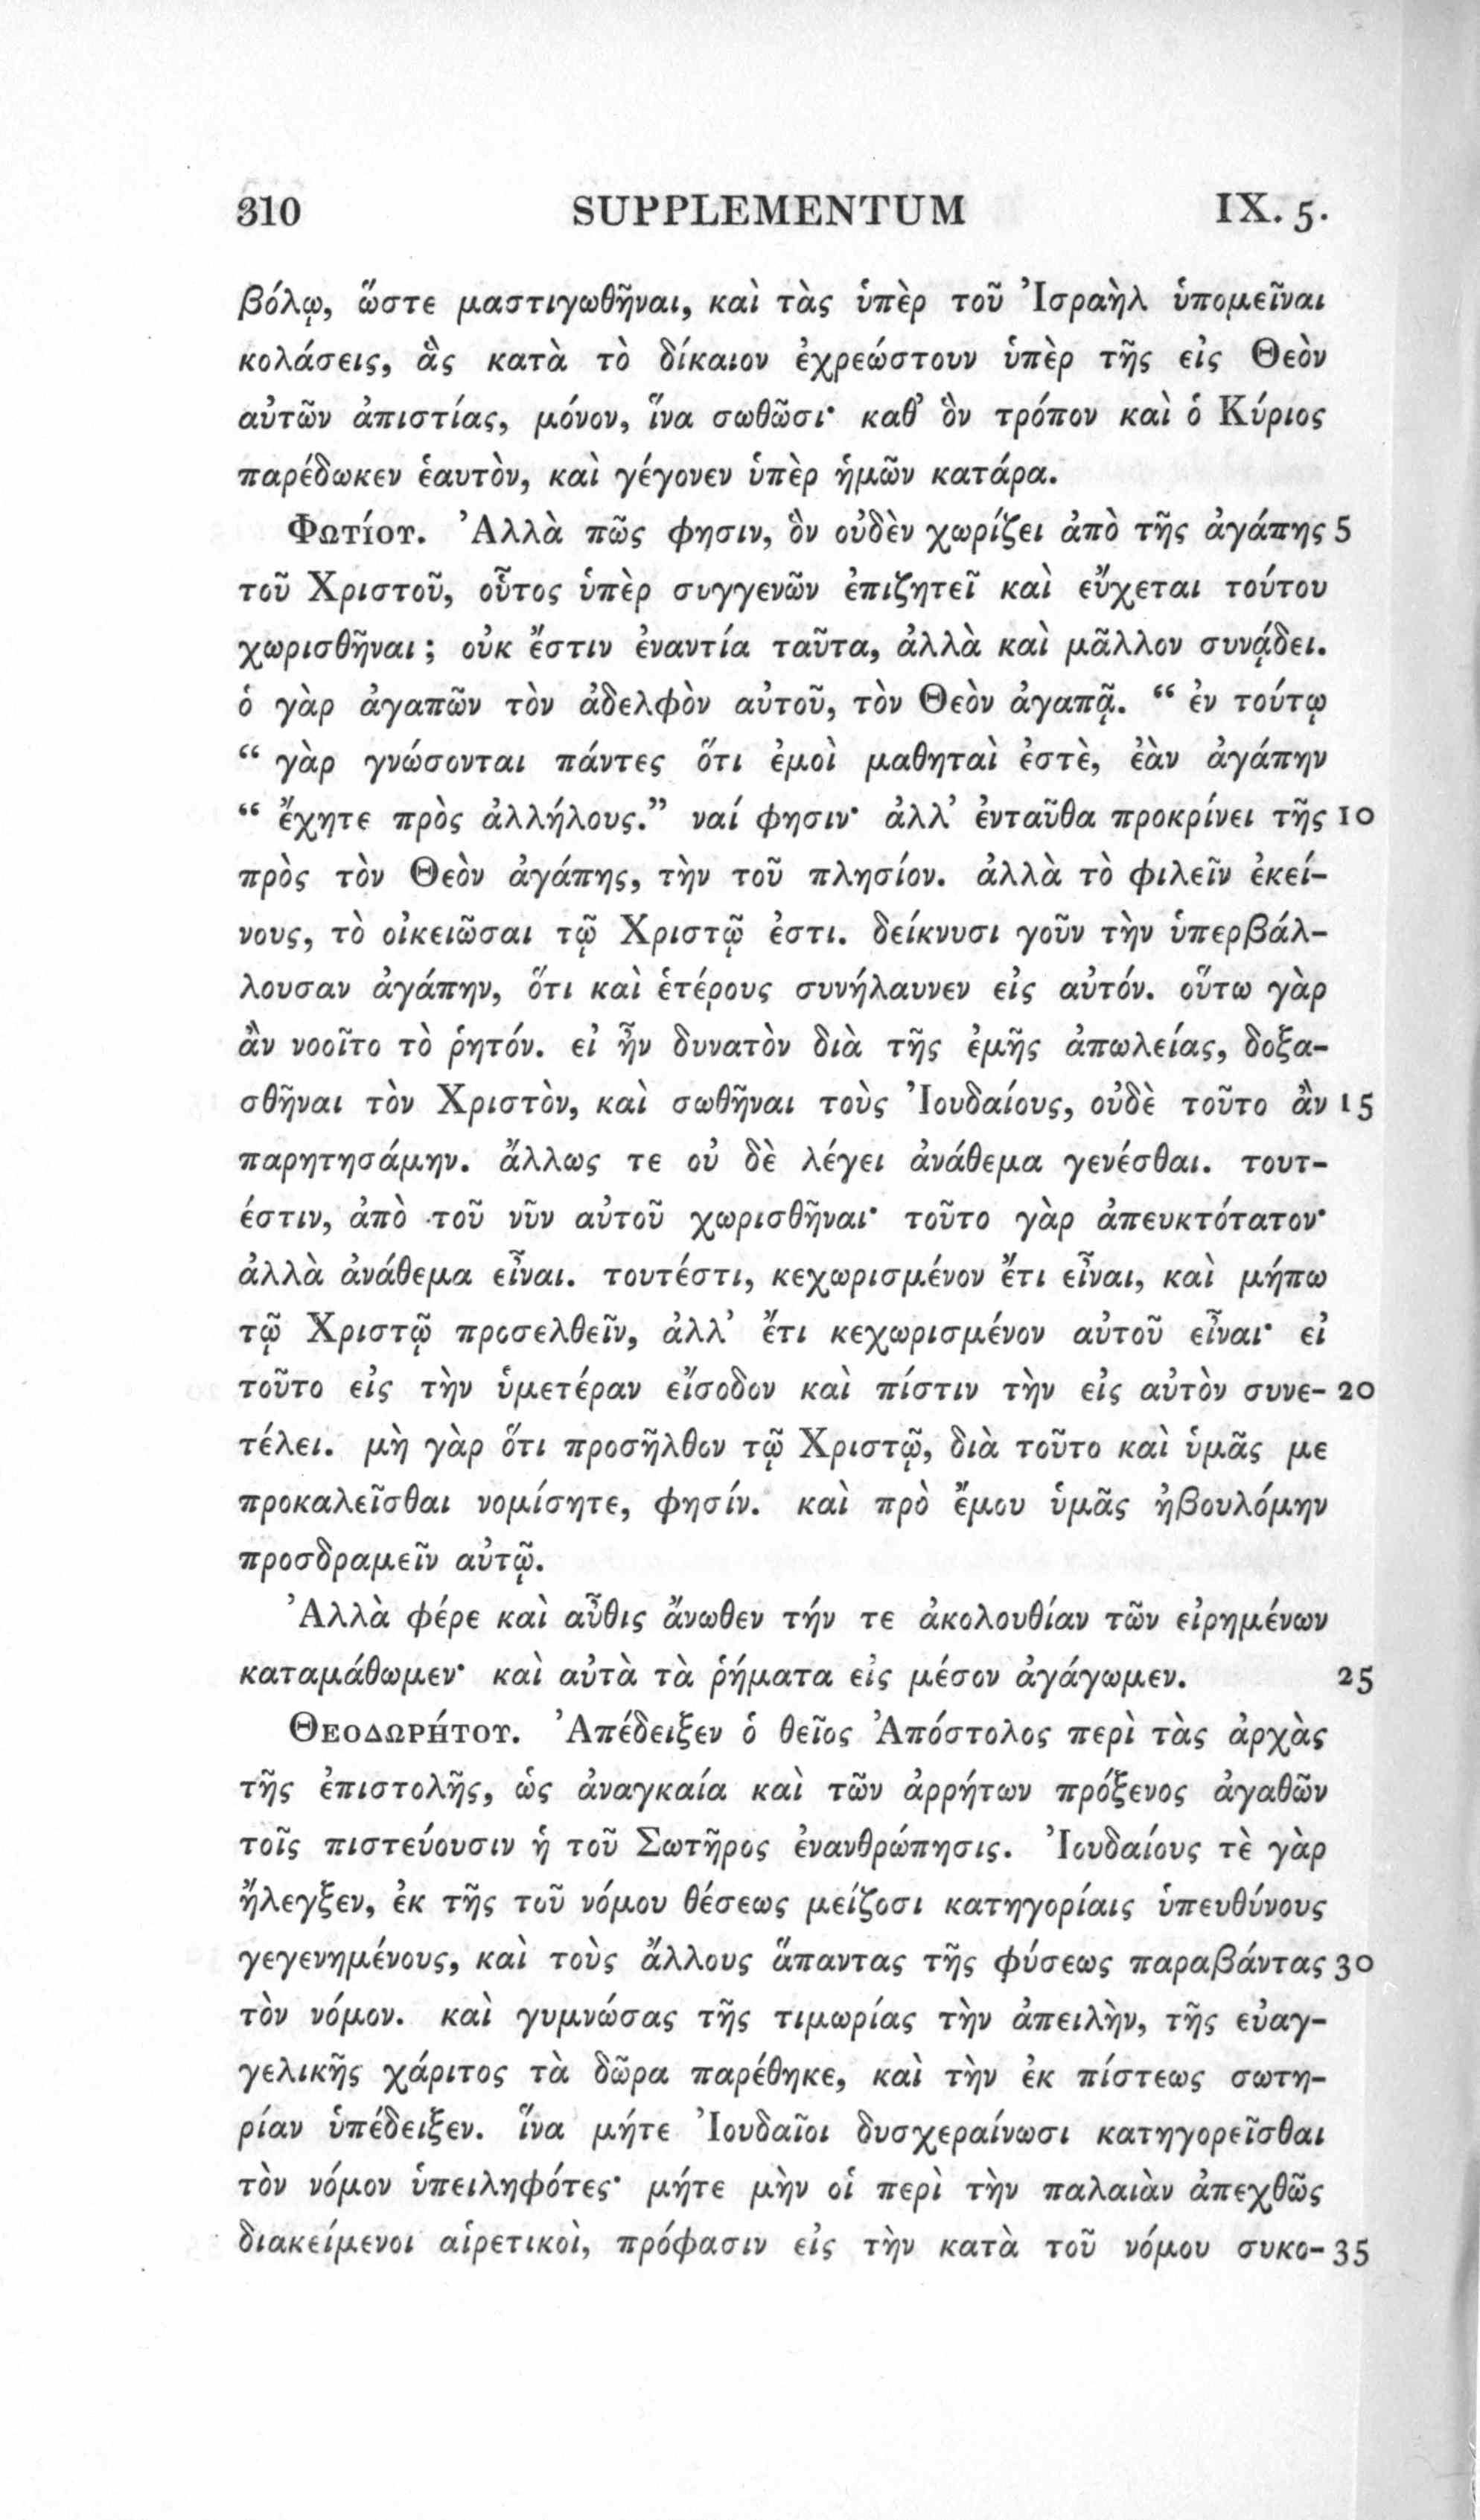 310 SUPPLEMENTUM IX. 5.
βόλῳ, ὥστε μαστιγωθῆναι, καὶ τὰς ὑπὲρ τοῦ Ἰσραὴλ ὑπομεῖναι
κολάσεις, ἃς κατὰ τὸ δίκαιον ἐχρεώστουν ὑπὲρ τῆς εἰς Θεὸν
αὐτῶν ἀπιστίας, μόνον, ἵνα σωθῶσι· καθ’ ὃν τρόπον καὶ ὁ Κύριος
παρέδωκεν ἑαυτὸν, καὶ γέγονεν ὑπὲρ ἡμῶν κατάρα.
Φωτίου. Ἀλλὰ πῶς φησιν, ὃν οὐδὲν χωρίζει ἀπὸ τῆς ἀγάπης 5
τοῦ Χριστοῦ, οὗτος ὑπὲρ συγγενῶν ἐπιζητεῖ καὶ εὔχεται τούτου
χωρισθῆναι; οὐκ ἔστιν ἐναντία ταῦτα, ἀλλὰ καὶ μᾶλλον συνᾴδει.
ὁ γὰρ ἀγαπῶν τὸν ἀδελφὸν αὐτοῦ, τὸν Θεὸν ἀγαπᾷ. “ ἐν τούτῳ
“ γὰρ γνώσονται πάντες ὅτι ἐμοὶ μαθηταὶ ἐστὲ, ἐὰν ἀγάπην
“ ἔχητε πρὸς ἀλλήλους.” ναί φησιν· ἀλλ’ ἐνταῦθα προκρίνει τῆς 10
πρὸς τὸν Θεὸν ἀγάπης, τὴν τοῦ πλησίον. ἀλλὰ τὸ φιλεῖν ἐκεί-
νους, τὸ οἰκειῶσαι τῷ Χριστῷ ἐστι. δείκνυσι γοῦν τὴν ὑπερβάλ-
λουσαν ἀγάπην, ὅτι καὶ ἑτέρους συνήλαυνεν εἰς αὐτόν. οὕτω γὰρ
ἂν νοοῖτο τὸ ῥητόν. εἰ ἦν δυνατὸν διὰ τῆς ἐμῆς ἀπωλείας, δοξα-
σθῆναι τὸν Χριστὸν, καὶ σωθῆναι τοὺς Ἰουδαίους, οὐδὲ τοῦτο ἂν 15
παρητησάμην. ἄλλως τε οὐ δὲ λέγει ἀνάθεμα γενέσθαι. τουτ-
έστιν, ἀπὸ τοῦ νῦν αὐτοῦ χωρισθῆναι· τοῦτο γὰρ ἀπευκτότατον·
ἀλλὰ ἀνάθεμα εἶναι. τουτέστι, κεχωρισμένον ἔτι εἶναι, καὶ μήπω
τῷ Χριστῷ προσελθεῖν, ἀλλ’ ἔτι κεχωρισμένον αὐτοῦ εἶναι· εἰ
τοῦτο εἰς τὴν ὑμετέραν εἴσοδον καὶ πίστιν τὴν εἰς αὐτὸν συνε- 20
τέλει. μὴ γὰρ ὅτι προσῆλθον τῷ Χριστῷ, διὰ τοῦτο καὶ ὑμᾶς με
προκαλεῖσθαι νομίσητε, φησίν. καὶ πρὸ ἔμου ὑμᾶς ἠβουλόμην
προσδραμεῖν αὐτῷ.
Ἀλλὰ φέρε καὶ αὖθις ἄνωθεν τήν τε ἀκολουθίαν τῶν εἰρημένων
καταμάθωμεν· καὶ αὐτὰ τὰ ῥήματα εἰς μέσον ἀγάγωμεν. 25
Θεοδωρήτου. Ἀπέδειξεν ὁ θεῖος Ἀπόστολος περὶ τὰς ἀρχὰς
τῆς ἐπιστολῆς, ὡς ἀναγκαία καὶ τῶν ἀρρήτων πρόξενος ἀγαθῶν
τοῖς πιστεύουσιν ἡ τοῦ Σωτῆρος ἐνανθρώπησις. Ἰουδαίους τὲ γὰρ
ἤλεγξεν, ἐκ τῆς τοῦ νόμου θέσεως μείζοσι κατηγορίαις ὑπευθύνους
γεγενημένους, καὶ τοὺς ἄλλους ἅπαντας τῆς φύσεως παραβάντας 30
τὸν νόμον. καὶ γυμνώσας τῆς τιμωρίας τὴν ἀπειλὴν, τῆς εὐαγ-
γελικῆς χάριτος τὰ δῶρα παρέθηκε, καὶ τὴν ἐκ πίστεως σωτη-
ρίαν ὑπέδειξεν. ἵνα μήτε Ἰουδαῖοι δυσχεραίνωσι κατηγορεῖσθαι
τὸν νόμον ὑπειληφότες· μήτε μὴν οἱ περὶ τὴν παλαιὰν ἀπεχθῶς
διακείμενοι αἱρετικοὶ, πρόφασιν εἰς τὴν κατὰ τοῦ νόμου συκο- 35